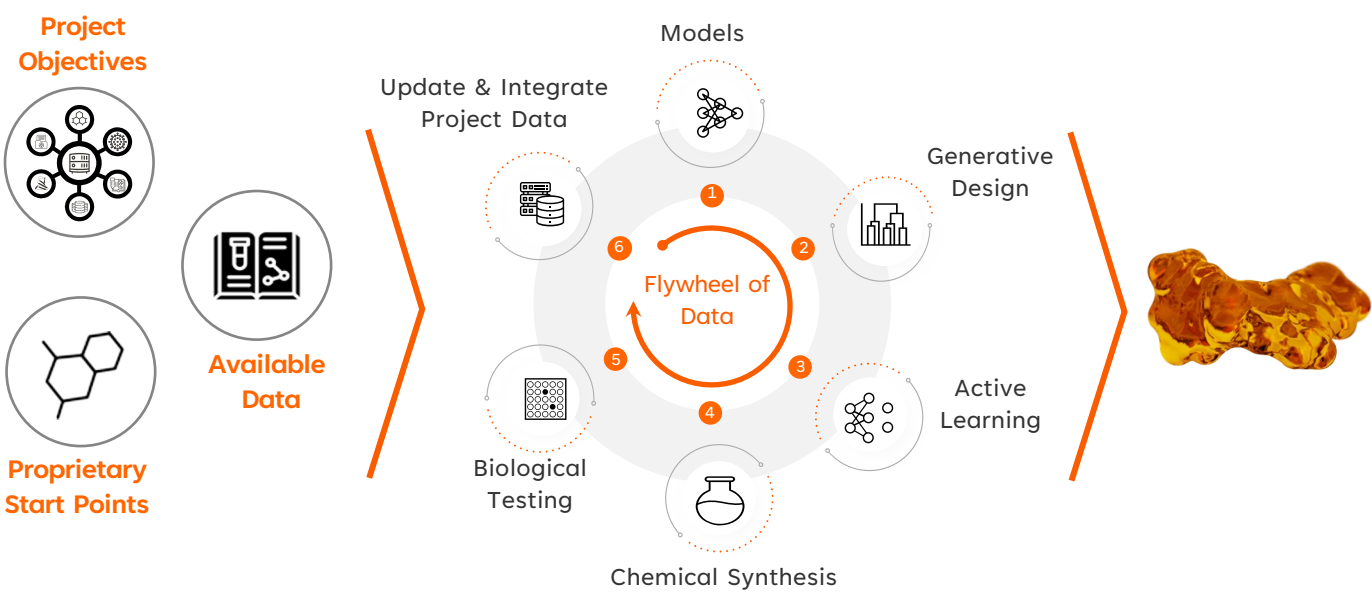 Project
Objectives
Available
Data
Proprietary
Start Points
Models
Generative
Design
Active
Learning
Chemical Synthesis
Biological
Testing
Update & Integrate
Project Data
1
2
3
4
5
6
Flywheel of
Data